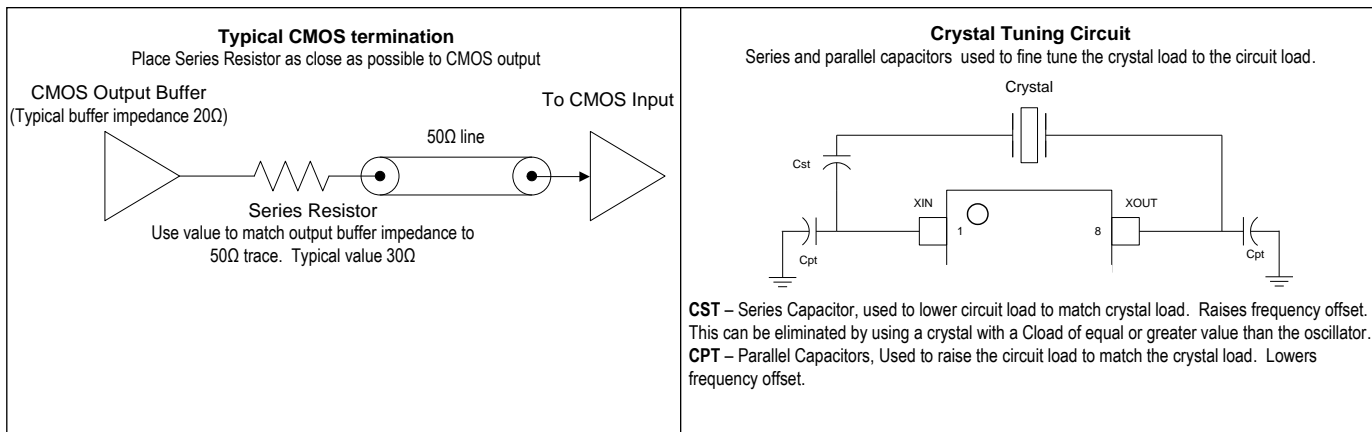 Typical CMOS termination
Place Series Resistor as close as possible to CMOS output
CMOS Output Buffer
(Typical buffer impedance 20Ω)
To CMOS Input
50Ω line
Series Resistor
Use value to match output buffer impedance to
50Ω trace. Typical value 30Ω
Crystal Tuning Circuit
Series and parallel capacitors used to fine tune the crystal load to the circuit load.
Crystal
Cst
XIN
XOUT
1
8
Cpt
Cpt
CST – Series Capacitor, used to lower circuit load to match crystal load. Raises frequency offset.
This can be eliminated by using a crystal with a Cload of equal or greater value than the oscillator.
CPT – Parallel Capacitors, Used to raise the circuit load to match the crystal load. Lowers
frequency offset.